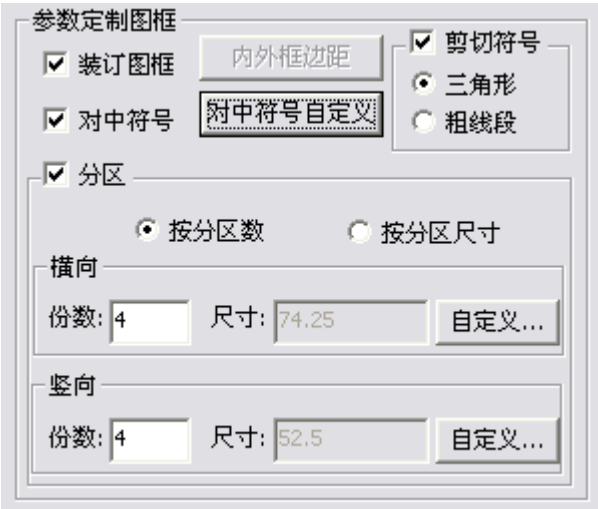 参数定制图框
装订图框
内外框边距
剪切符号
三角形
对中符号
对中符号自定义
粗线段
分区
按分区数
按分区尺寸
横向
份数: 4
尺寸: 74.25
自定义...
竖向
份数: 4
尺寸: 52.5
自定义...